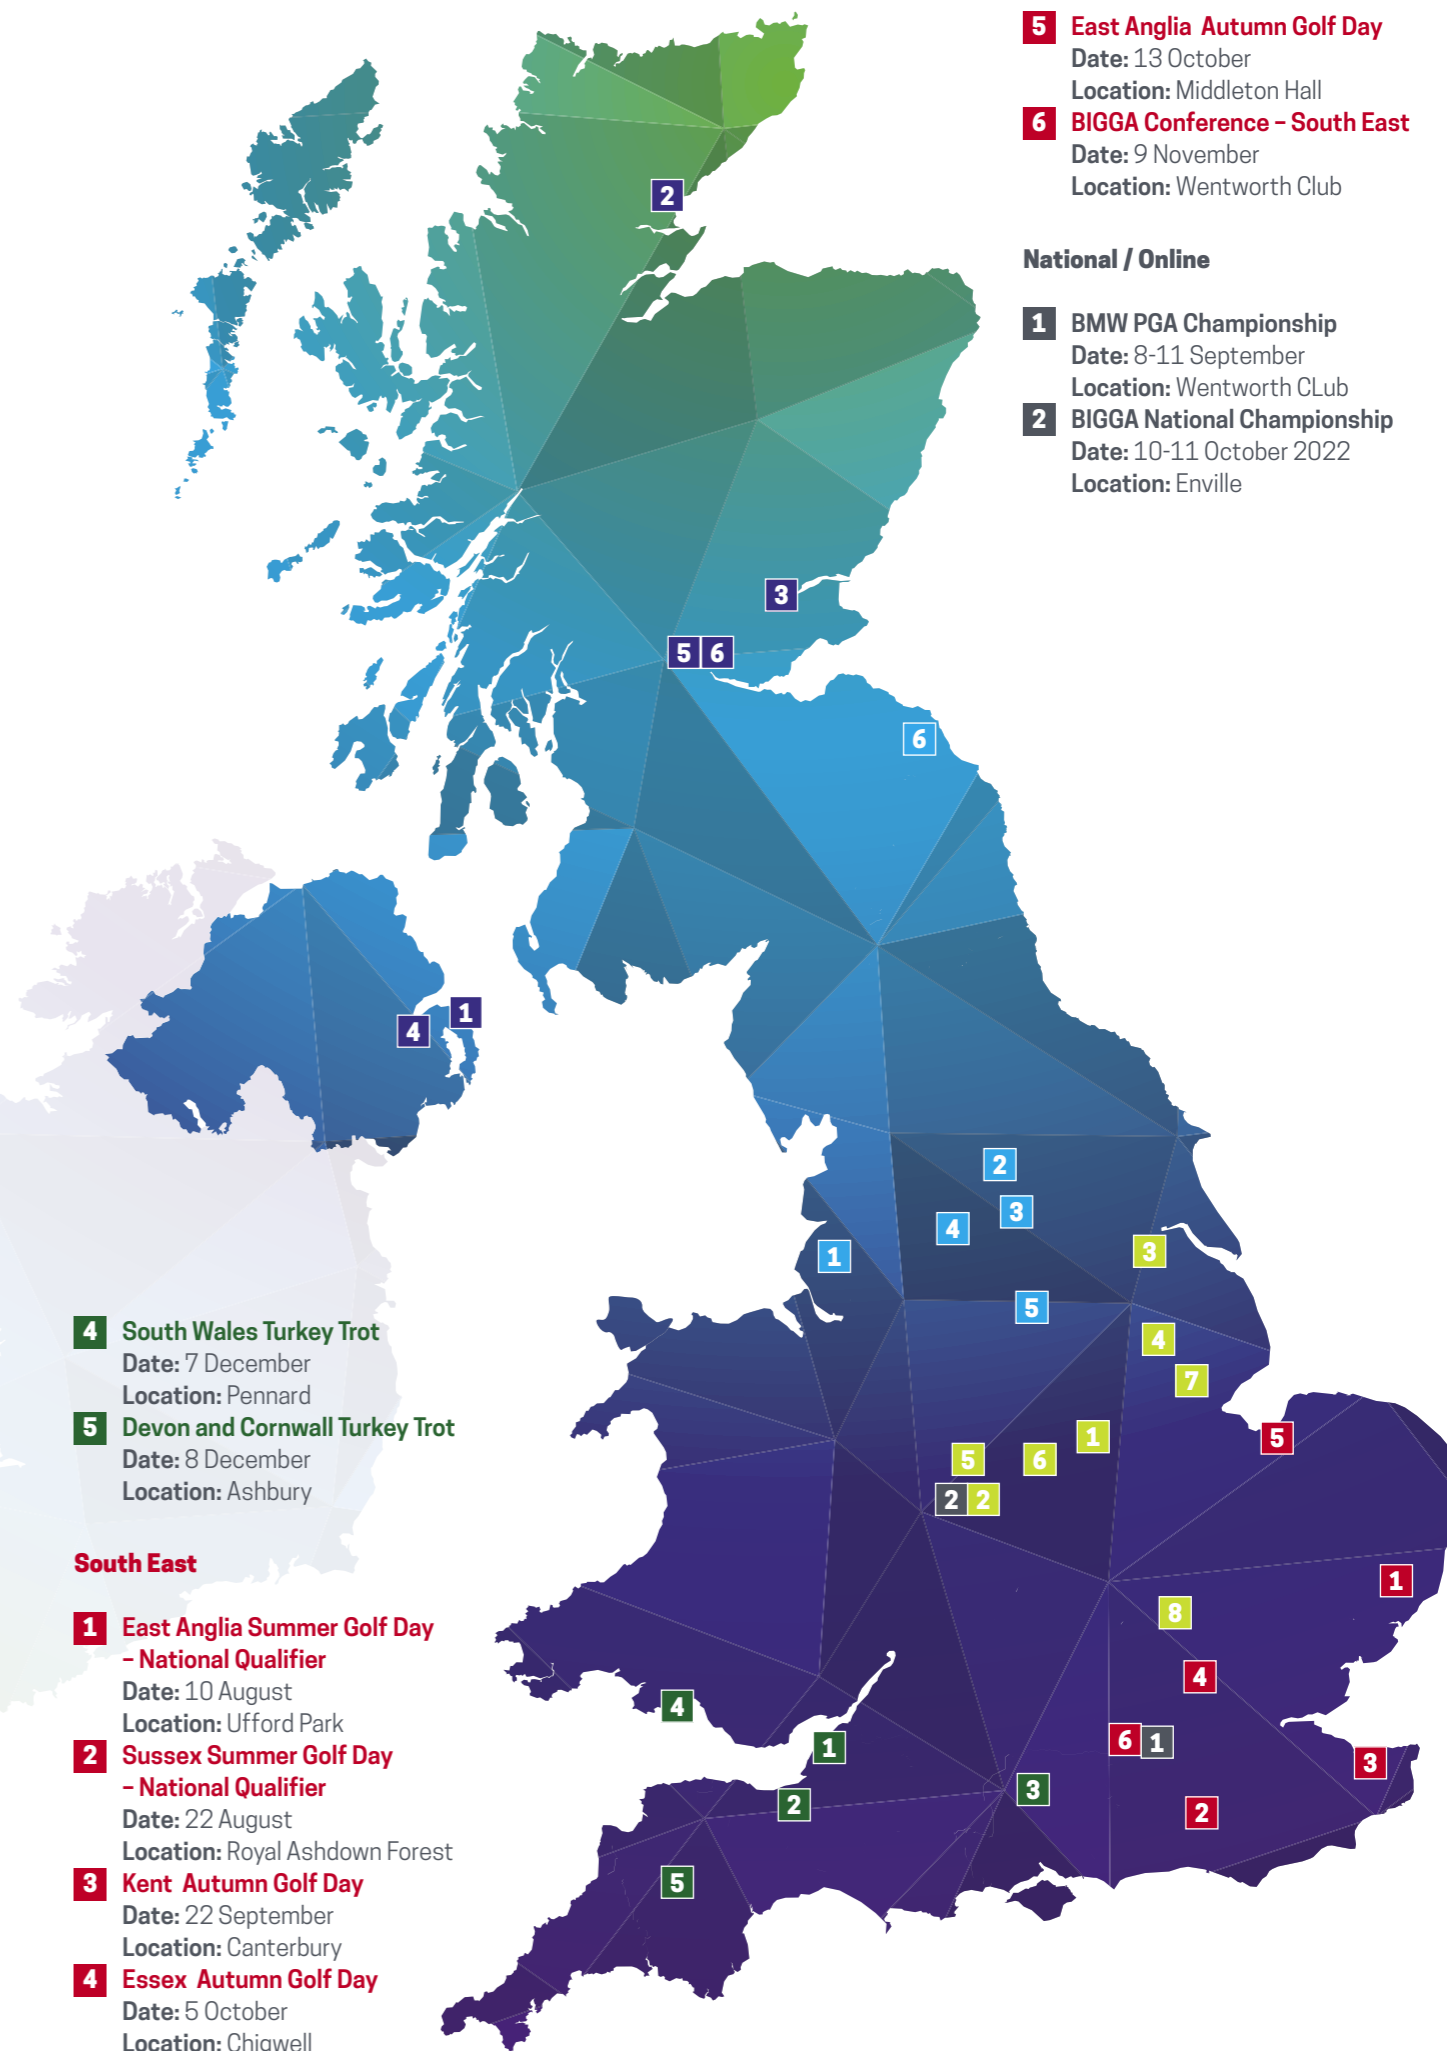 5 East Anglia Autumn Golf Day
Date: 13 October
Location: Middleton Hall
6 BIGGA Conference – South East
Date: 9 November
Location: Wentworth Club
National / Online
1 BMW PGA Championship
Date: 8-11 September
Location: Wentworth CLub
2 BIGGA National Championship
Date: 10-11 October 2022
Location: Enville
2
3
5 6
6
1
4
2
3
4
3
1
5
4
7
1
5
5 6
2 2
1
8
4
4
6 1
1
3
3
2
2
5
4 South Wales Turkey Trot
Date: 7 December
Location: Pennard
5 Devon and Cornwall Turkey Trot
Date: 8 December
Location: Ashbury
South East
1 East Anglia Summer Golf Day
– National Qualifier
Date: 10 August
Location: Ufford Park
2 Sussex Summer Golf Day
– National Qualifier
Date: 22 August
Location: Royal Ashdown Forest
3 Kent Autumn Golf Day
Date: 22 September
Location: Canterbury
4 Essex Autumn Golf Day
Date: 5 October
Location: Chigwell